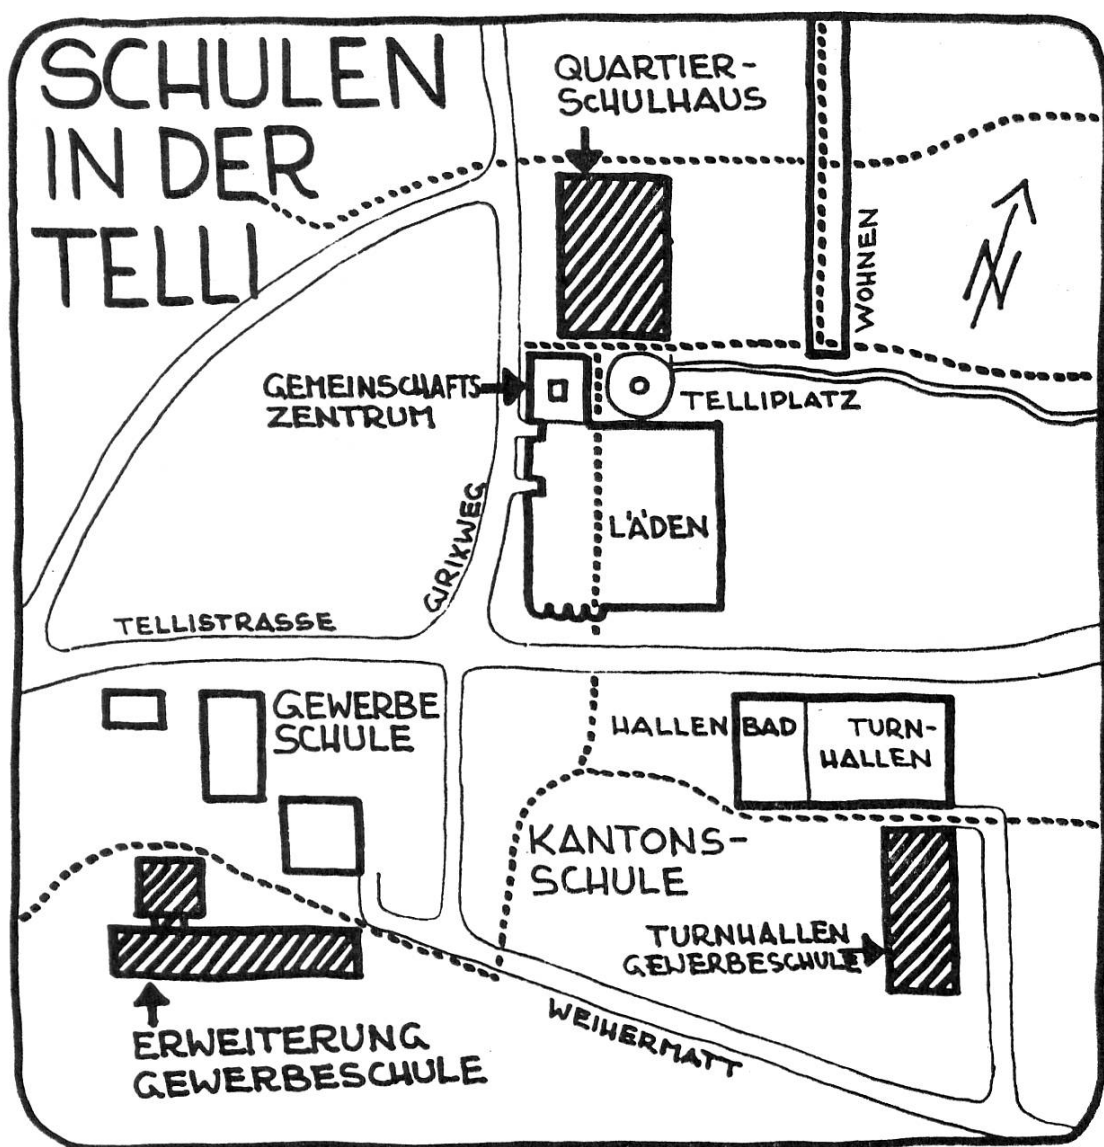 SCHULEN
IN DER
TELLI
QUARTIER-
SCHULHAUS
WOHNEN
N
GEMEINSCHAFTS
ZENTRUM
TELLIPLATZ
LÄDEN
GIRIXWEG
TELLISTRASSE
GEWERBE
SCHULE
HALLEN BAD
TURN-
HALLEN
KANTONS-
SCHULE
TURNHALLEN
GEWERBESCHULE
WEIHERMATT
ERWEITERUNG
GEWERBESCHULE